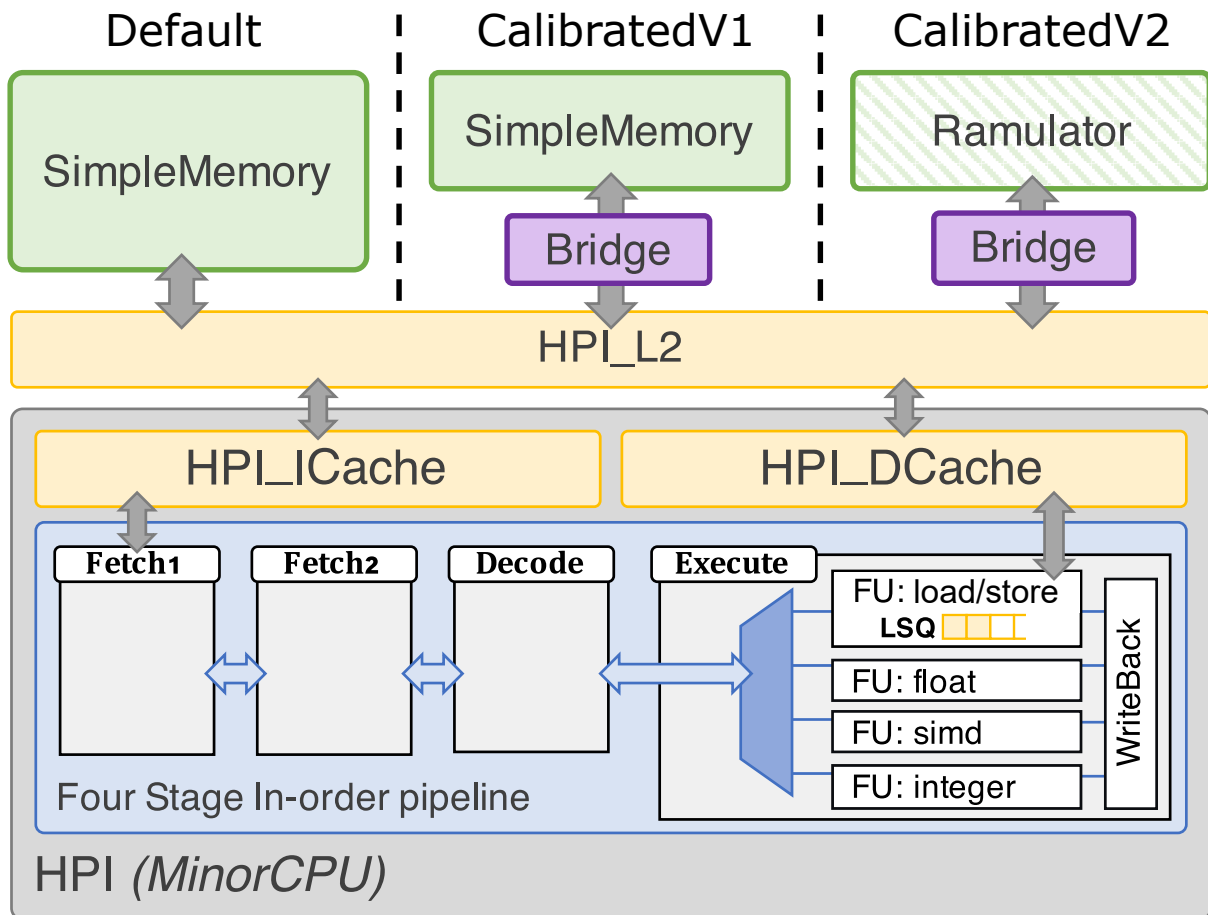 Default
CalibratedV1
CalibratedV2
SimpleMemory
SimpleMemory
Ramulator
Bridge
Bridge
HPI_L2
HPI_ICache
HPI_DCache
Fetch1
Fetch2
Decode
Execute
FU: load/store
LSQ
FU: float
FU: simd
FU: integer
WriteBack
Four Stage In-order pipeline
HPI (MinorCPU)